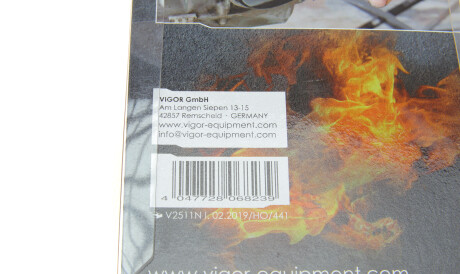 VIGOR GmbH
Am Langen Siepen 13-15
42857 Remscheid · GERMANY
www.vigor-equipment.com
info@vigor-equipment.com
4 047728 068239
V2511N | 02.2019/HO/441
www.vigor-equipment.com